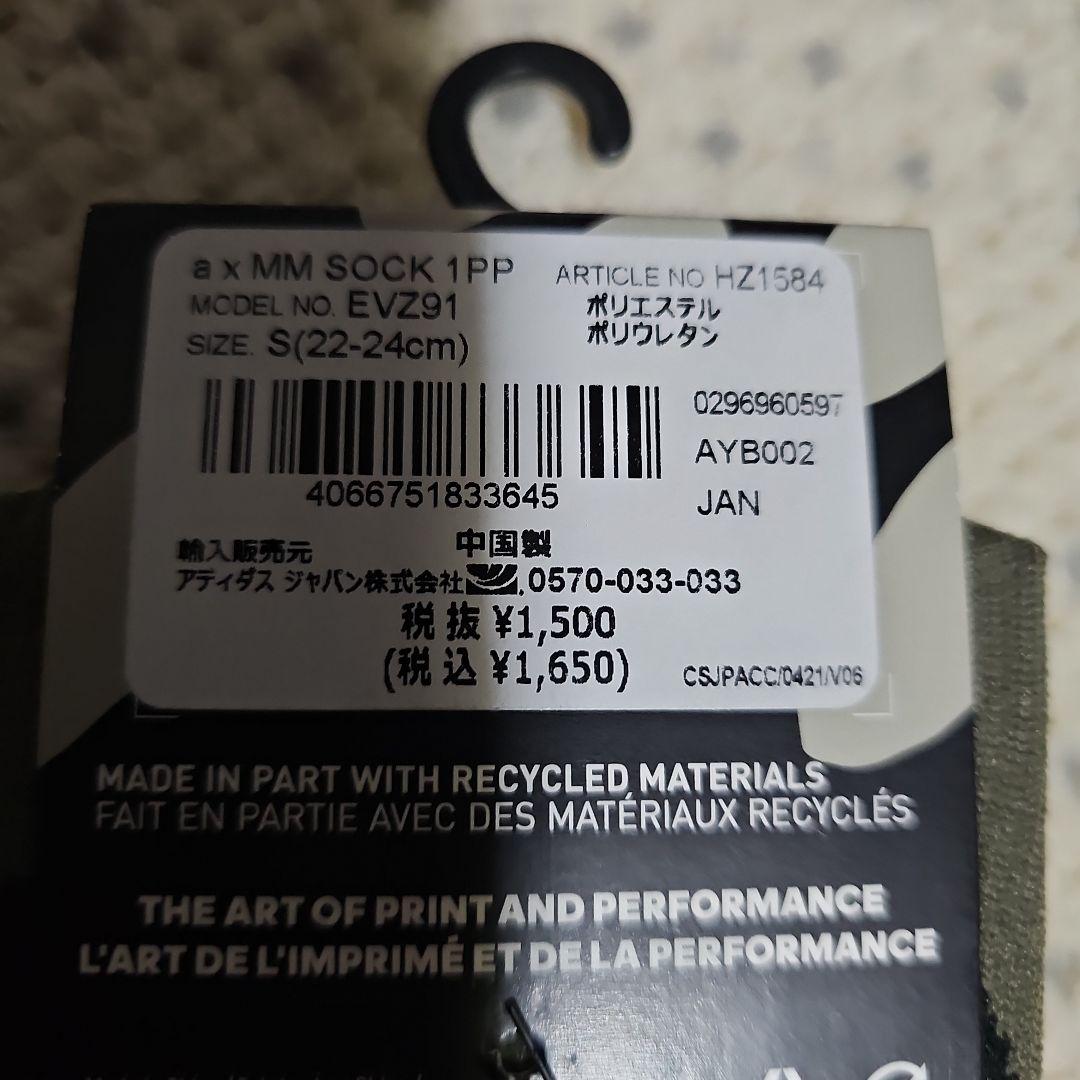 a x MM SOCK 1PP ARTICLE NO HZ1584
MODEL NO. EVZ91 ポリエステル
SIZE. S(22-24cm) ポリウレタン
0296960597
AYB002
4066751833645 JAN
輸入販売元 中国製
アディダス ジャパン株式会社 0570-033-033
税 抜 ¥1,500
(税 込 ¥1,650) CSJPACC/0421/V06
MADE IN PART WITH RECYCLED MATERIALS
FAIT EN PARTIE AVEC DES MATÉRIAUX RECYCLÉS
THE ART OF PRINT AND PERFORMANCE
L'ART DE L'IMPRIMÉ ET DE LA PERFORMANCE